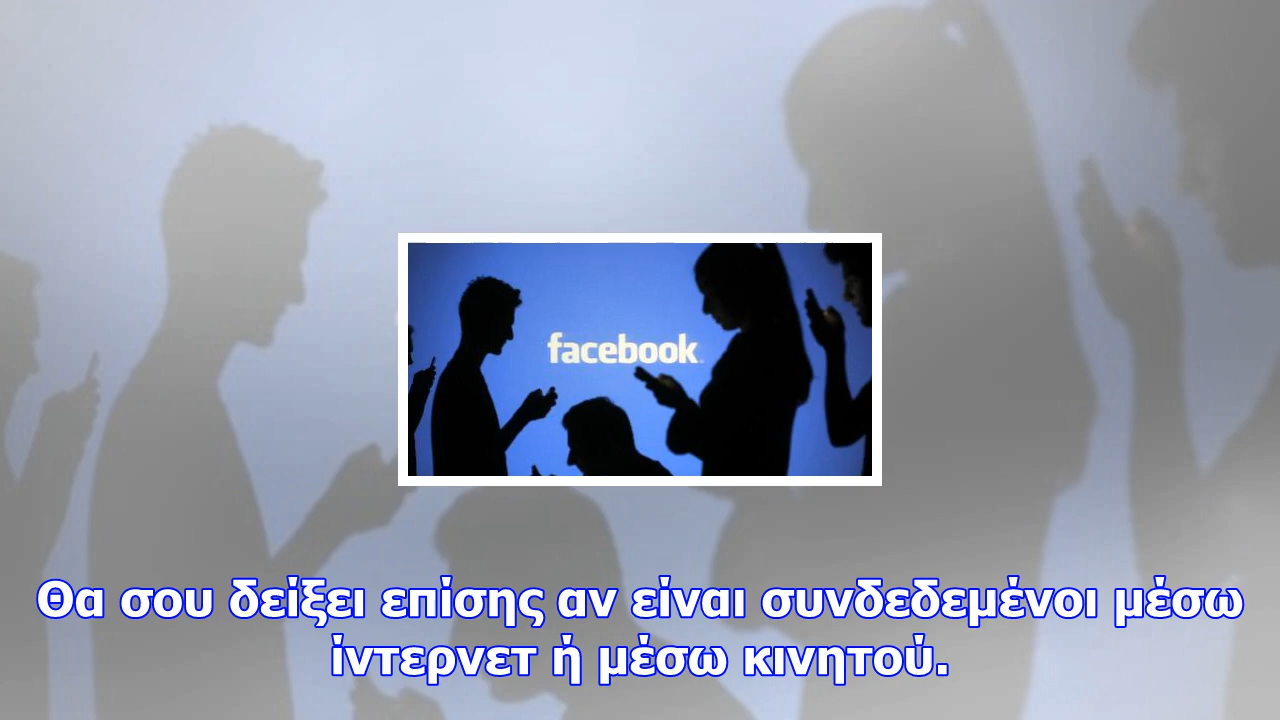 facebook
Θα σου δείξει επίσης αν είναι συνδεδεμένοι μέσω
ίντερνετ ή μέσω κινητού.